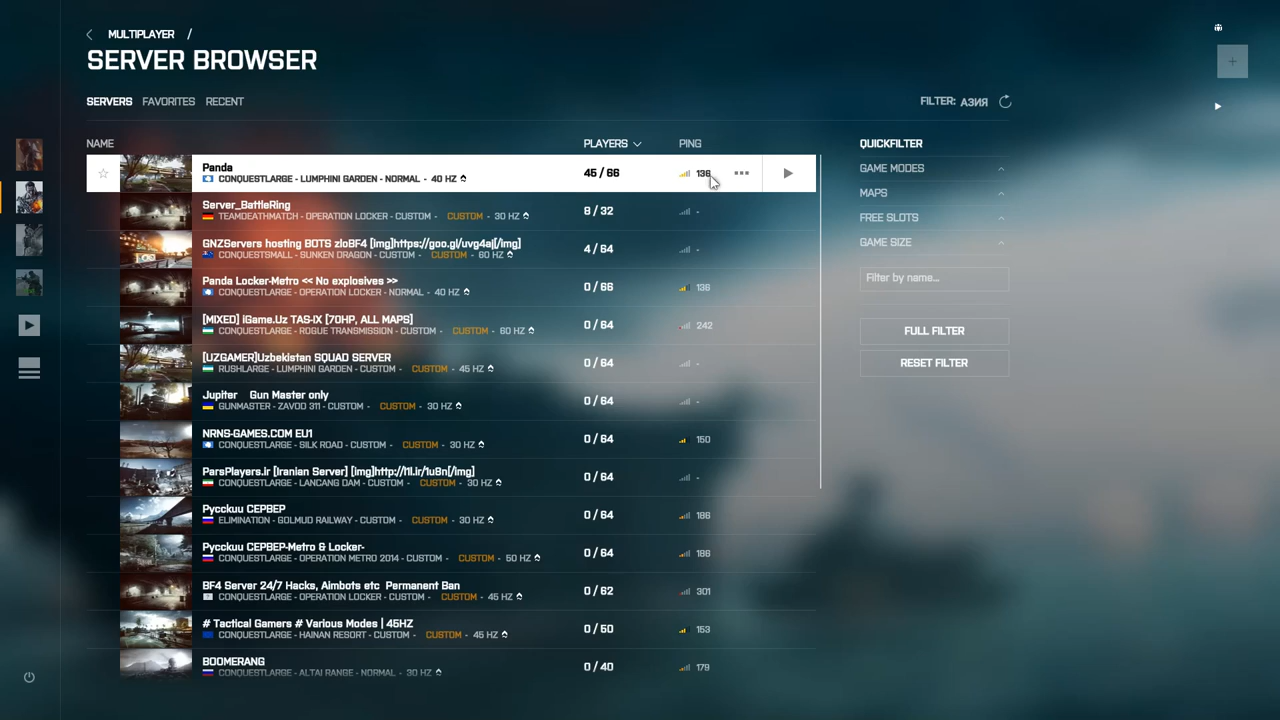 MULTIPLAYER /
SERVER BROWSER
SERVERS FAVORITES RECENT
FILTER: АЗИЯ
NAME PLAYERS PING
QUICKFILTER
GAME MODES
MAPS
FREE SLOTS
GAME SIZE
Filter by name...
FULL FILTER
RESET FILTER
Panda
CONQUESTLARGE - LUMPHINI GARDEN - NORMAL - 40 HZ
45 / 66 136
Server_BattleRing
TEAMDEATHMATCH - OPERATION LOCKER - CUSTOM - CUSTOM - 30 HZ
8 / 32 -
GNZServers hosting BOTS zloBF4 [img]https://goo.gl/uvg4aj[/img]
CONQUESTSMALL - SUNKEN DRAGON - CUSTOM - CUSTOM - 60 HZ
4 / 64 -
Panda Locker-Metro << No explosives >>
CONQUESTLARGE - OPERATION LOCKER - NORMAL - 40 HZ
0 / 66 136
[MIXED] iGame.Uz TAS-IX [70HP, ALL MAPS]
CONQUESTLARGE - ROGUE TRANSMISSION - CUSTOM - CUSTOM - 60 HZ
0 / 64 242
[UZGAMER]Uzbekistan SQUAD SERVER
RUSHLARGE - LUMPHINI GARDEN - CUSTOM - CUSTOM - 45 HZ
0 / 64 -
Jupiter Gun Master only
GUNMASTER - ZAVOD 311 - CUSTOM - CUSTOM - 30 HZ
0 / 64 -
NRNS-GAMES.COM EU1
CONQUESTLARGE - SILK ROAD - CUSTOM - CUSTOM - 30 HZ
0 / 64 150
ParsPlayers.ir [Iranian Server] [img]http://11l.ir/1u8n[/img]
CONQUESTLARGE - LANCANG DAM - CUSTOM - CUSTOM - 30 HZ
0 / 64 -
Pycckuu CEPBEP
ELIMINATION - GOLMUD RAILWAY - CUSTOM - CUSTOM - 30 HZ
0 / 64 186
Pycckuu CEPBEP-Metro & Locker-
CONQUESTLARGE - OPERATION METRO 2014 - CUSTOM - CUSTOM - 50 HZ
0 / 64 186
BF4 Server 24/7 Hacks, Aimbots etc Permanent Ban
CONQUESTLARGE - OPERATION LOCKER - CUSTOM - CUSTOM - 45 HZ
0 / 62 301
# Tactical Gamers # Various Modes | 45HZ
CONQUESTLARGE - HAINAN RESORT - CUSTOM - CUSTOM - 45 HZ
0 / 50 153
BOOMERANG
CONQUESTLARGE - ALTAI RANGE - NORMAL - 30 HZ
0 / 40 179